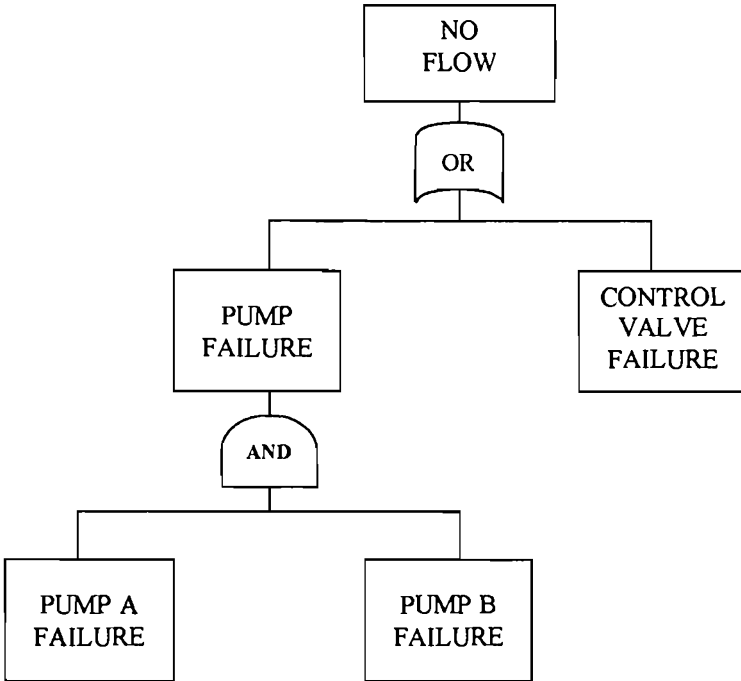 NO
FLOW
OR
PUMP
FAILURE
CONTROL
VALVE
FAILURE
AND
PUMP A
FAILURE
PUMP B
FAILURE